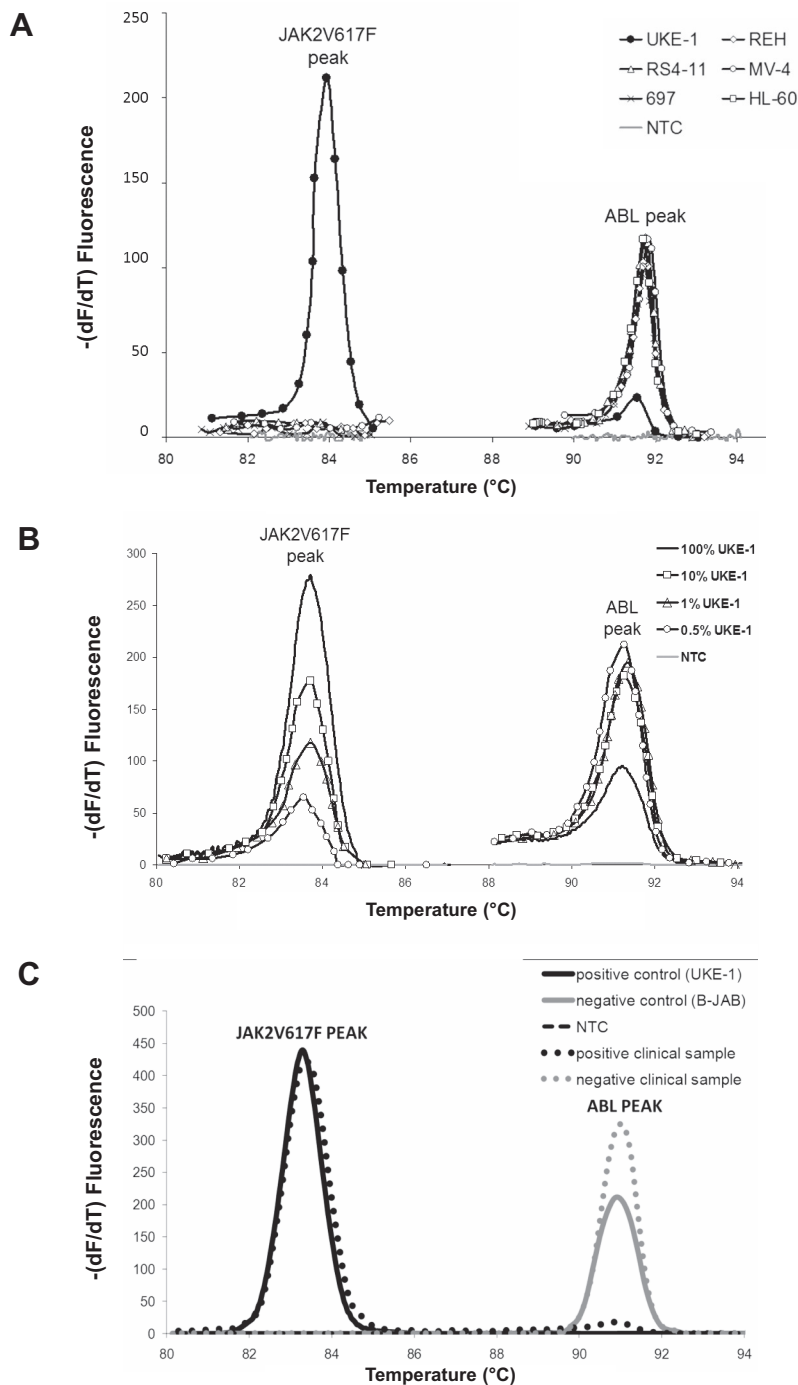 A
JAK2V617F
peak
UKE-1 REH
RS4-11 MV-4
697 HL-60
NTC
ABL peak
-(dF/dT) Fluorescence
250
200
150
100
50
0
80 82 84 86 88 90 92 94
Temperature (°C)
B
JAK2V617F
peak
100% UKE-1
10% UKE-1
1% UKE-1
0.5% UKE-1
NTC
ABL
peak
-(dF/dT) Fluorescence
300
250
200
150
100
50
0
80 82 84 86 88 90 92 94
Temperature (°C)
C
positive control (UKE-1)
negative control (B-JAB)
NTC
positive clinical sample
negative clinical sample
JAK2V617F PEAK
ABL PEAK
-(dF/dT) Fluorescence
500
450
400
350
300
250
200
150
100
50
0
80 82 84 86 88 90 92 94
Temperature (°C)